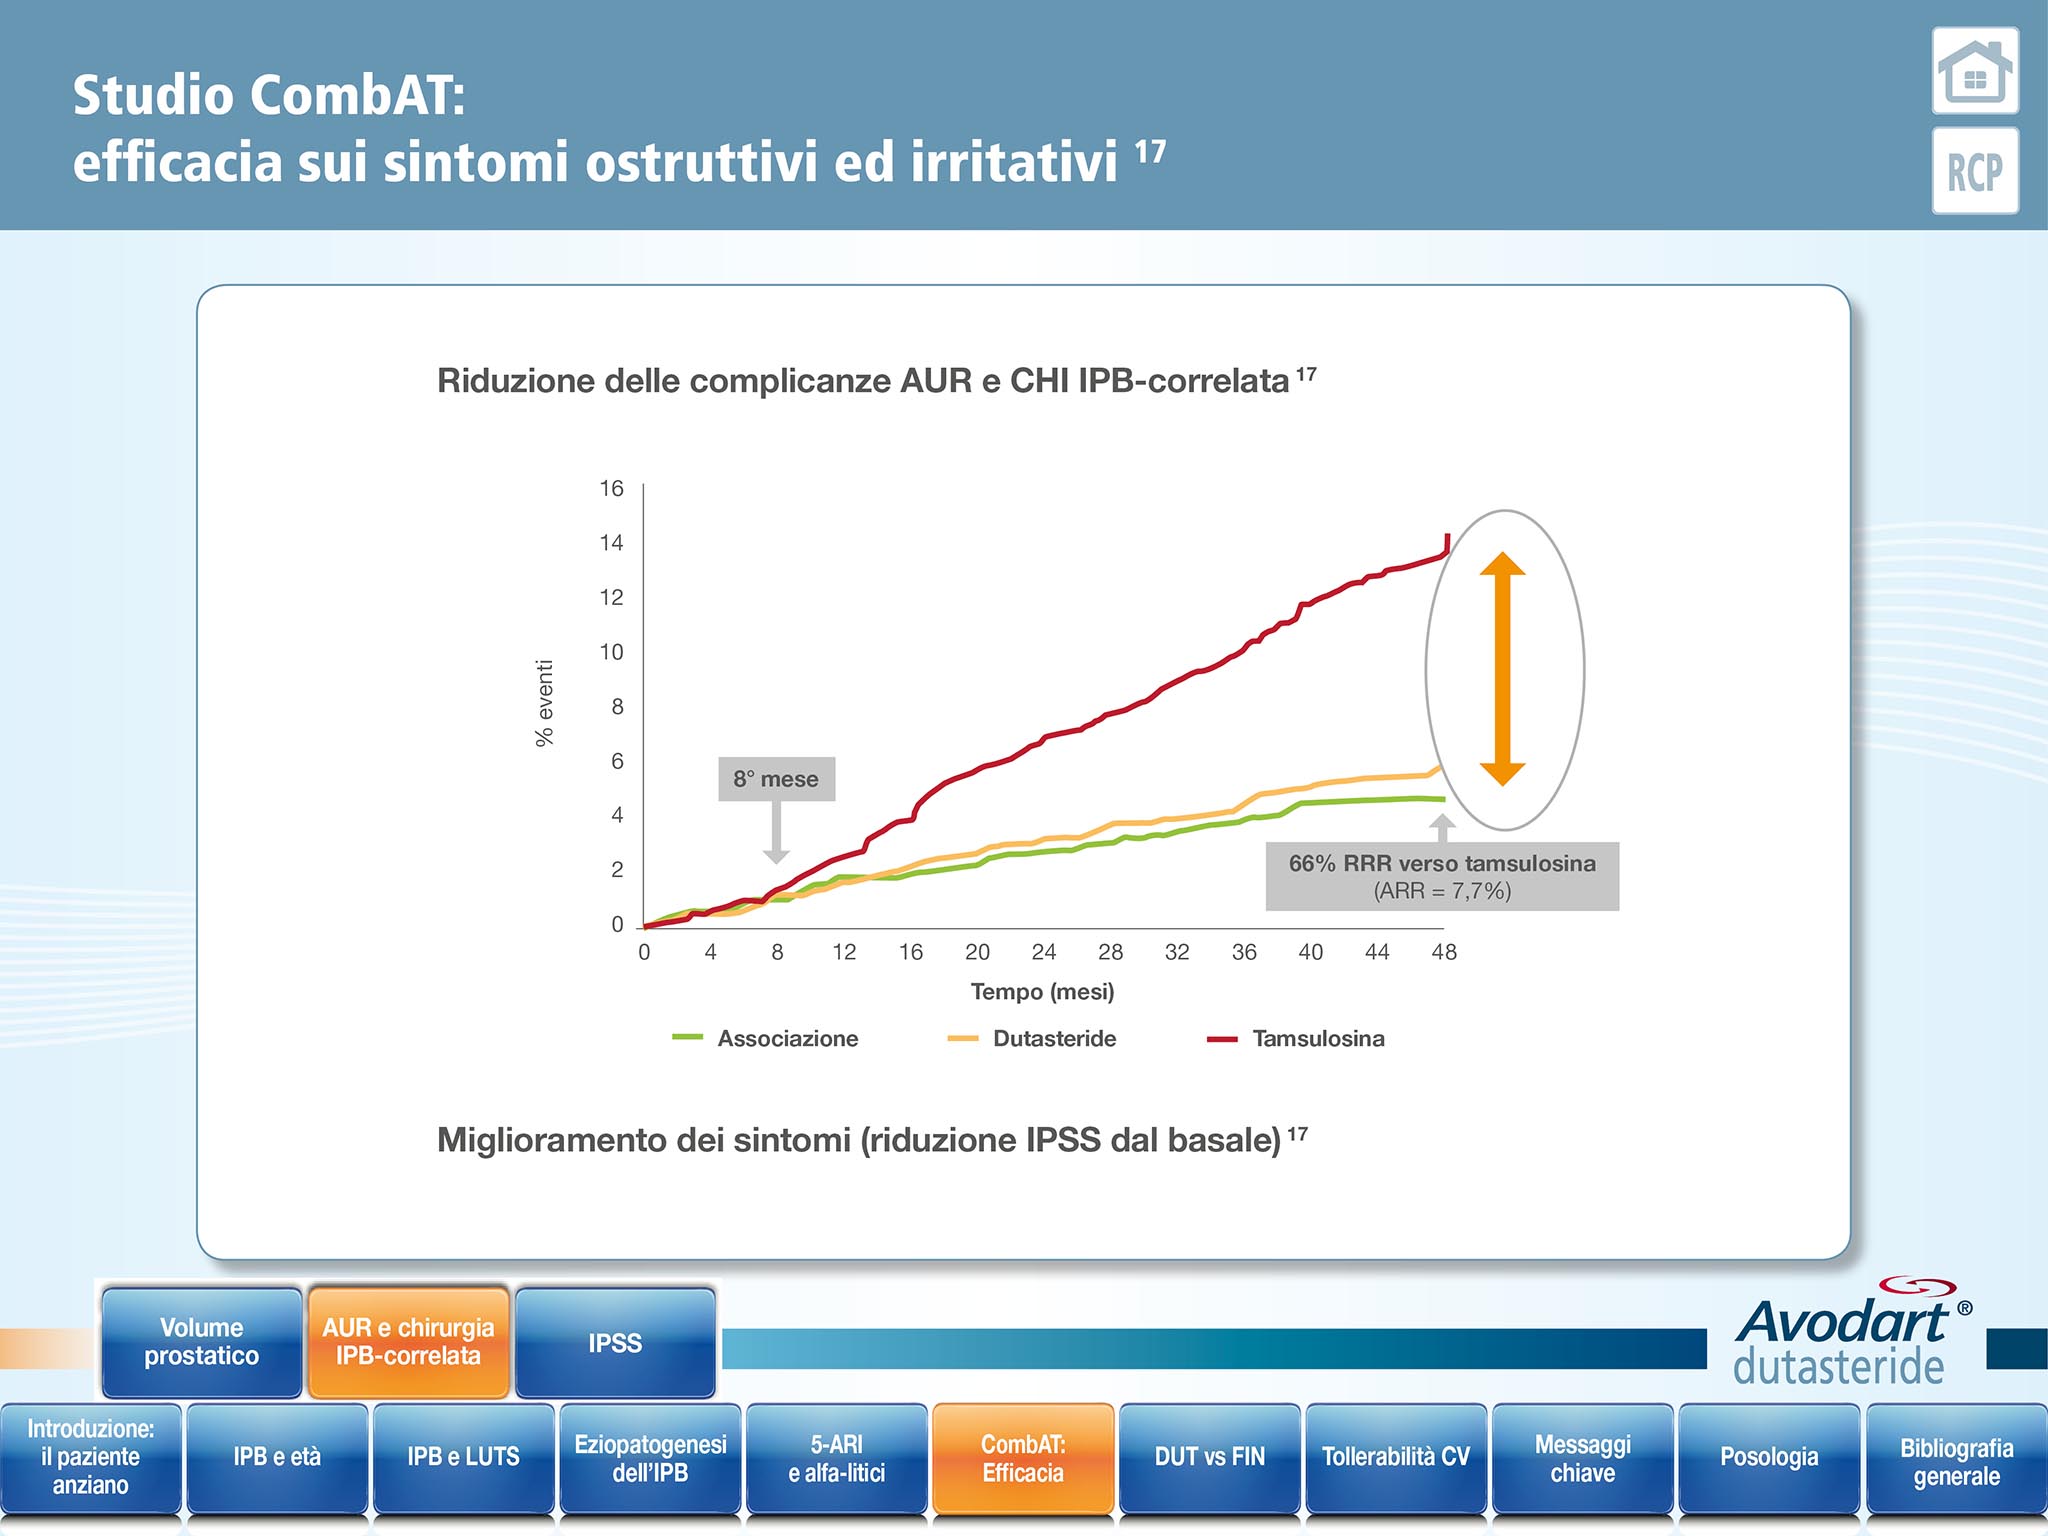 Studio CombAT:
efficacia sui sintomi ostruttivi ed irritativi 17
RCP
Riduzione delle complicanze AUR e CHI IPB-correlata 17
% eventi
16
14
12
10
8
6
4
2
0
8° mese
66% RRR verso tamsulosina
(ARR = 7,7%)
0 4 8 12 16 20 24 28 32 36 40 44 48
Tempo (mesi)
Associazione Dutasteride Tamsulosina
Miglioramento dei sintomi (riduzione IPSS dal basale) 17
Volume
prostatico
AUR e chirurgia
IPB-correlata
IPSS
Avodart®
dutasteride
Introduzione:
il paziente
anziano
IPB e età
IPB e LUTS
Eziopatogenesi
dell'IPB
5-ARI
e alfa-litici
CombAT:
Efficacia
DUT vs FIN
Tollerabilità CV
Messaggi
chiave
Posologia
Bibliografia
generale